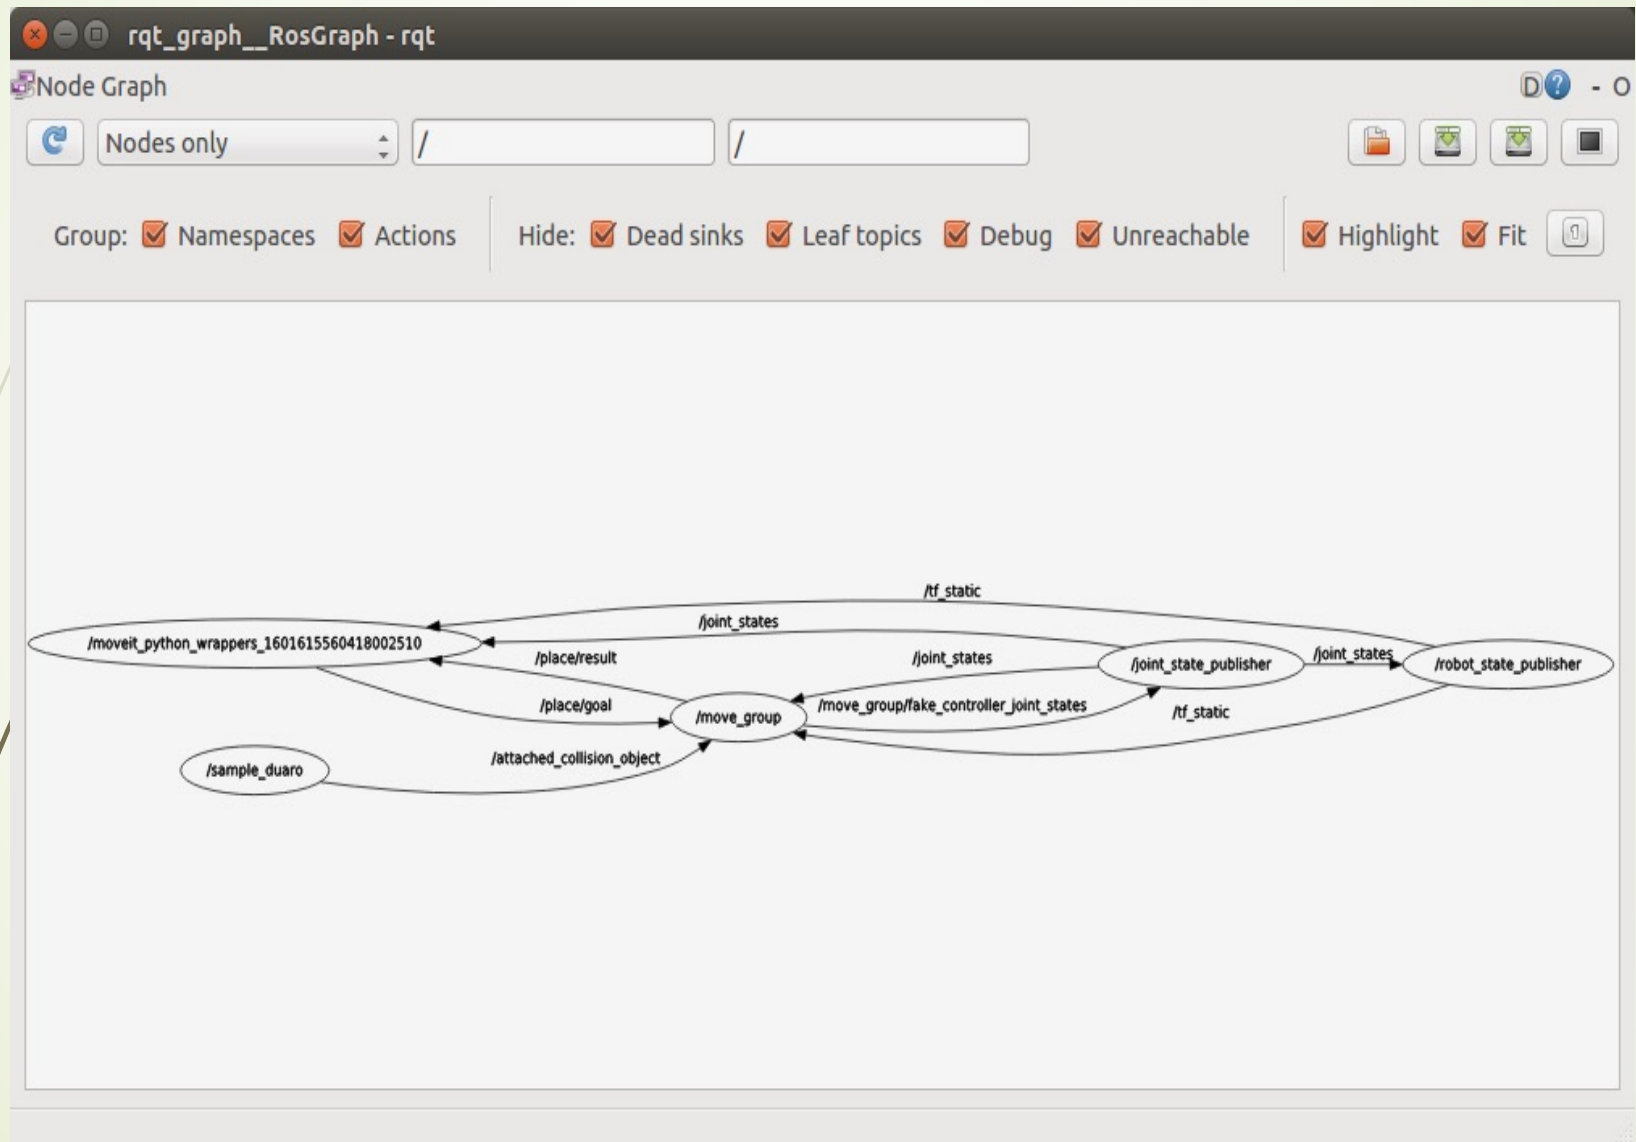 rqt_graph__RosGraph - rqt
Node Graph
D ? - O
Nodes only / /
Group: Namespaces Actions Hide: Dead sinks Leaf topics Debug Unreachable Highlight Fit
/tf_static
/joint_states
/moveit_python_wrappers_1601615560418002510
/place/result
/joint_states
/joint_state_publisher
/joint_states
/robot_state_publisher
/place/goal
/move_group
/move_group/fake_controller_joint_states
/tf_static
/sample_duaro
/attached_collision_object